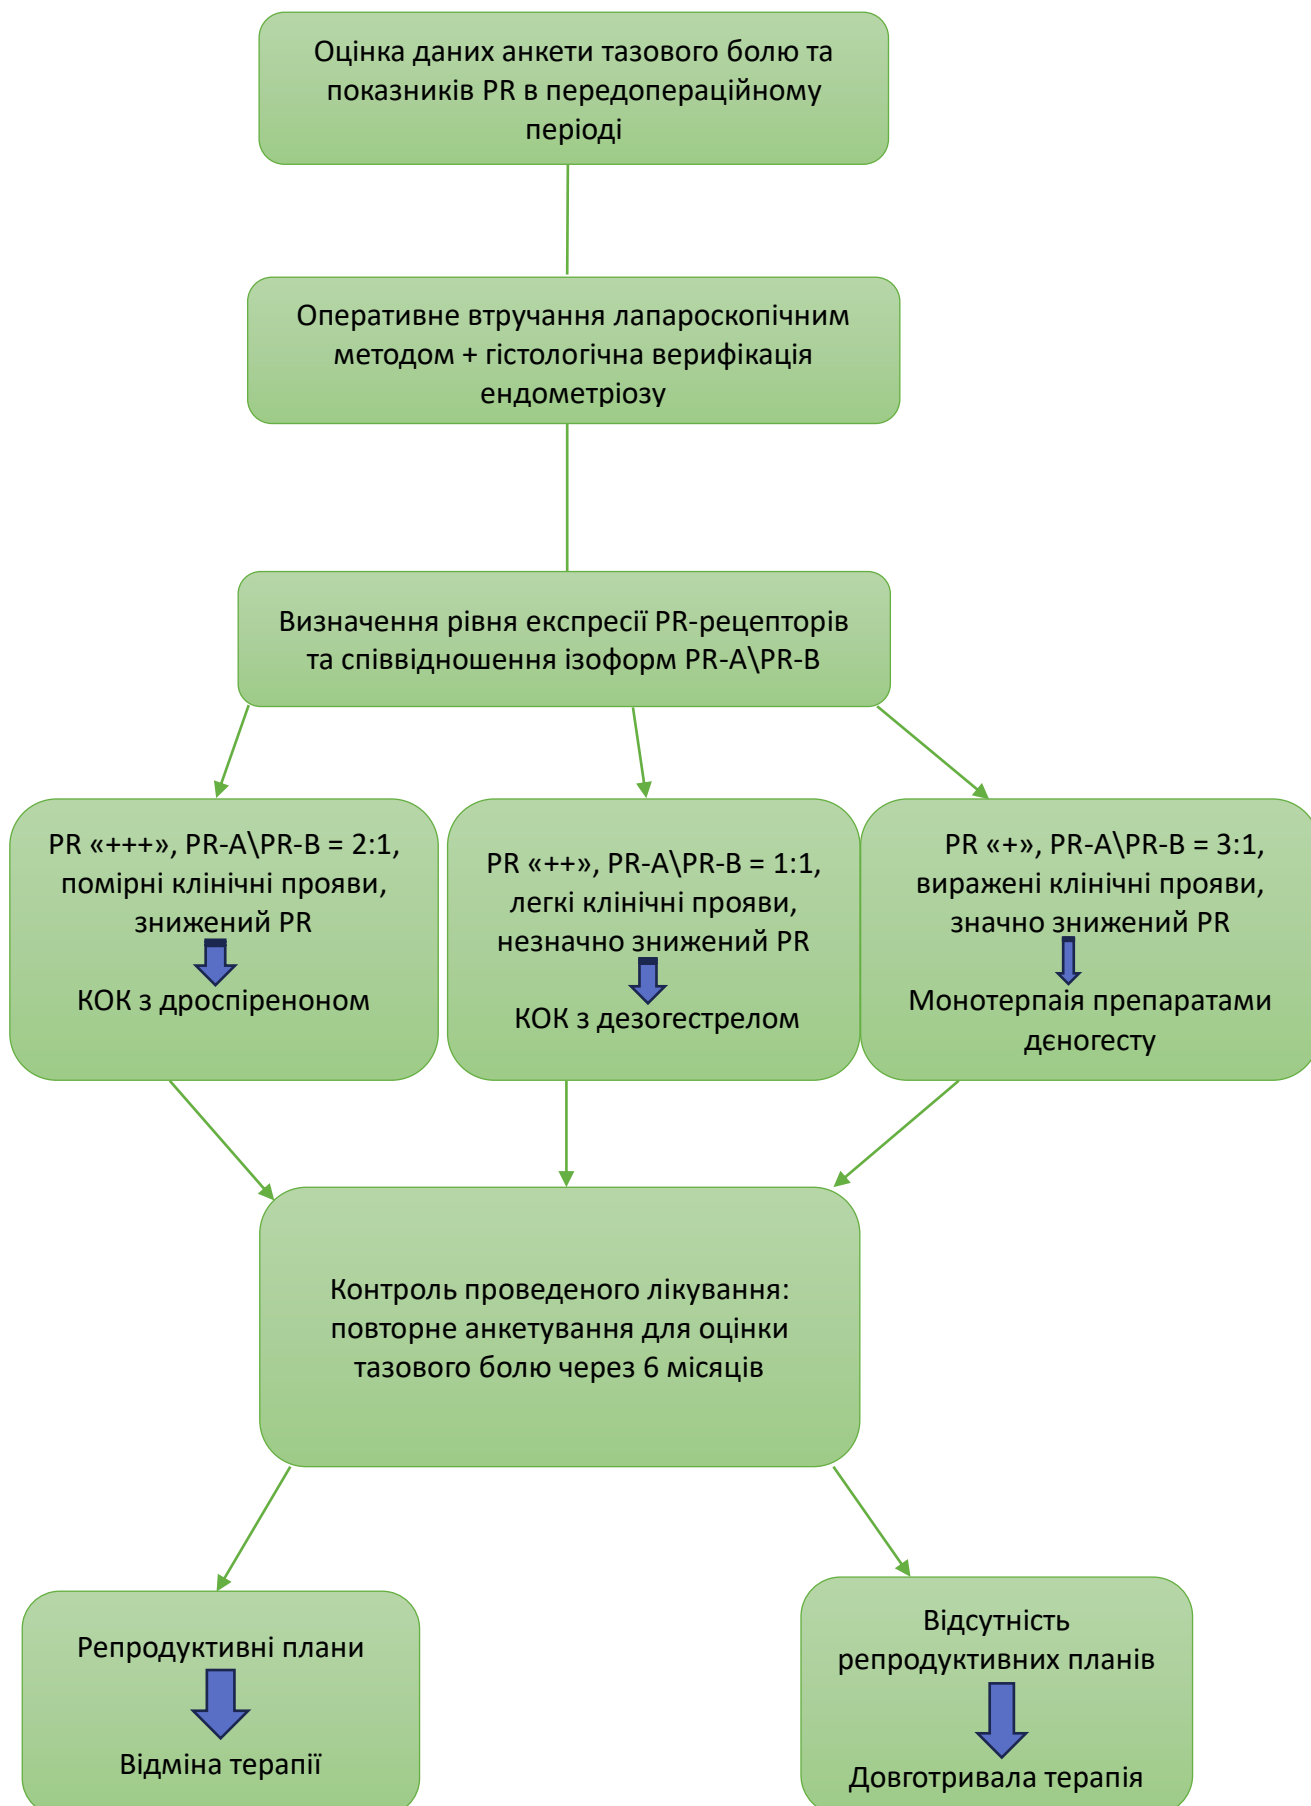 Оцінка даних анкети тазового болю та
показників PR в передопераційному
періоді
Оперативне втручання лапароскопічним
методом + гістологічна верифікація
ендометріозу
Визначення рівня експресії PR-рецепторів
та співвідношення ізоформ PR-A\PR-B
PR «+++», PR-A\PR-B = 2:1,
помірні клінічні прояви,
знижений PR
КОК з дроспіреноном
PR «++», PR-A\PR-B = 1:1,
легкі клінічні прояви,
незначно знижений PR
КОК з дезогестрелом
PR «+», PR-A\PR-B = 3:1,
виражені клінічні прояви,
значно знижений PR
Монотерпаія препаратами
дєногесту
Контроль проведеного лікування:
повторне анкетування для оцінки
тазового болю через 6 місяців
Репродуктивні плани
Відміна терапії
Відсутність
репродуктивних планів
Довготривала терапія